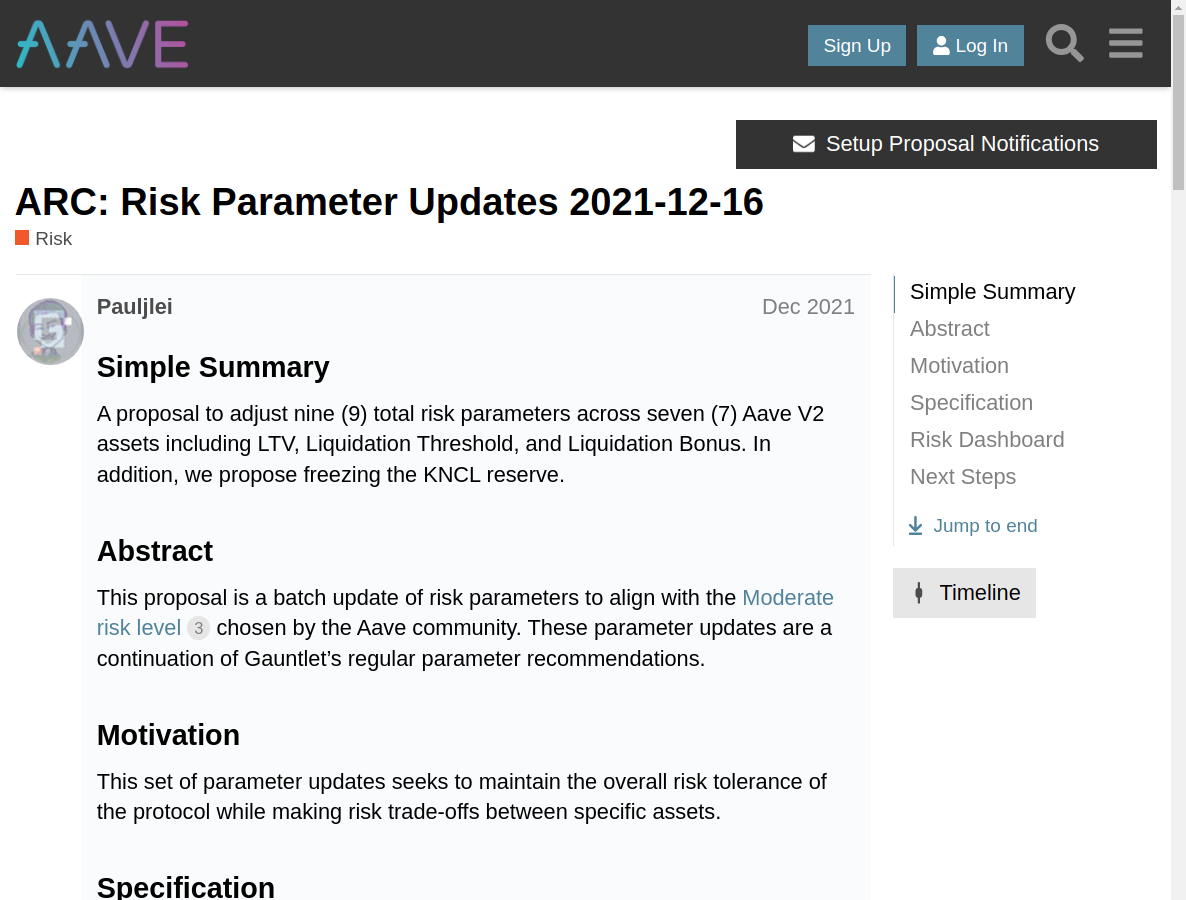 AAVE
Sign Up
Log In
Setup Proposal Notifications
ARC: Risk Parameter Updates 2021-12-16
Risk
Pauljlei
Dec 2021
Simple Summary
A proposal to adjust nine (9) total risk parameters across seven (7) Aave V2
assets including LTV, Liquidation Threshold, and Liquidation Bonus. In
addition, we propose freezing the KNCL reserve.
Abstract
This proposal is a batch update of risk parameters to align with the Moderate
risk level 3 chosen by the Aave community. These parameter updates are a
continuation of Gauntlet’s regular parameter recommendations.
Motivation
This set of parameter updates seeks to maintain the overall risk tolerance of
the protocol while making risk trade-offs between specific assets.
Specification
Simple Summary
Abstract
Motivation
Specification
Risk Dashboard
Next Steps
Jump to end
Timeline